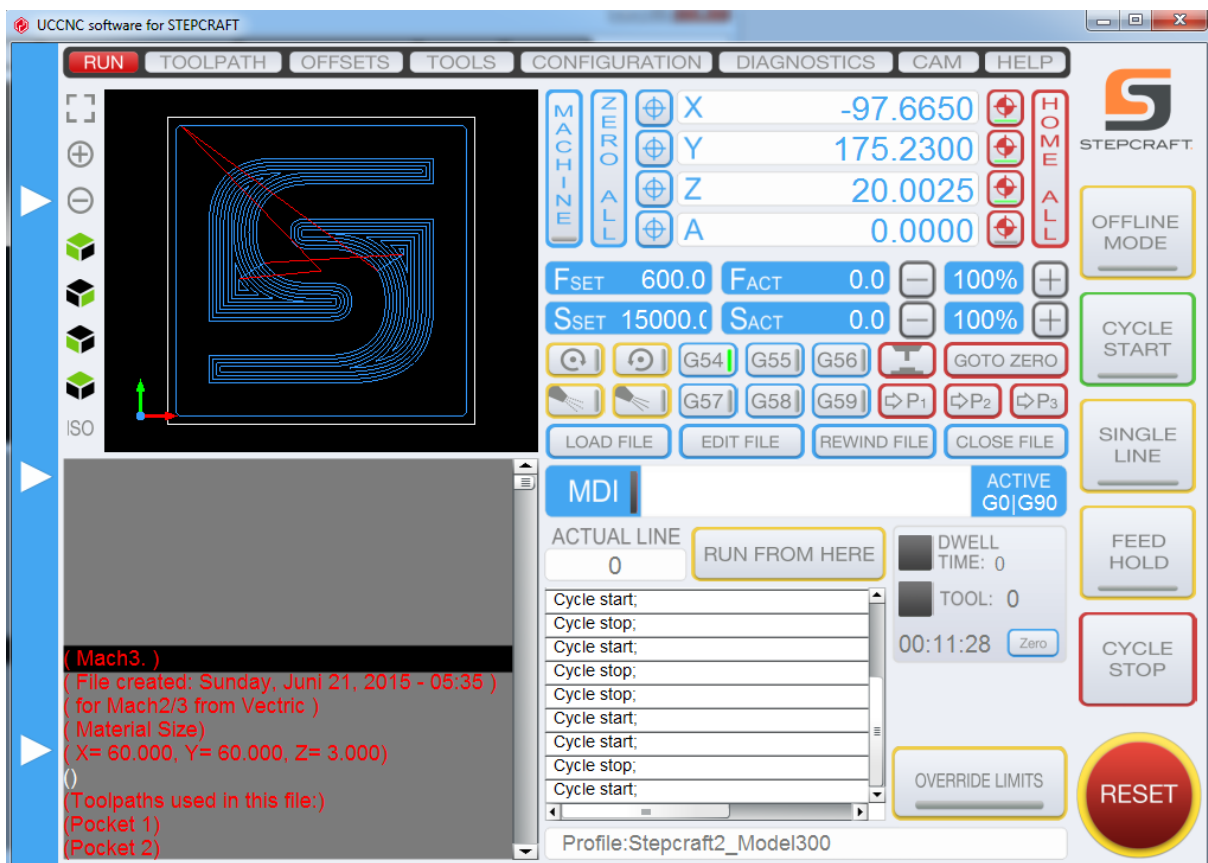 UCCNC software for STEPCRAFT
RUN TOOLPATH OFFSETS TOOLS CONFIGURATION DIAGNOSTICS CAM HELP
ISO
MACHINE
ZERO ALL
X -97.6650
Y 175.2300
Z 20.0025
A 0.0000
HOME ALL
FSET 600.0 FACT 0.0 100%
SSET 15000.0 SACT 0.0 100%
G54 G55 G56 GOTO ZERO
G57 G58 G59 P1 P2 P3
LOAD FILE EDIT FILE REWIND FILE CLOSE FILE
MDI
ACTIVE
G0|G90
ACTUAL LINE
0
RUN FROM HERE
DWELL
TIME: 0
TOOL: 0
00:11:28 Zero
Cycle start;
Cycle stop;
Cycle start;
Cycle stop;
Cycle stop;
Cycle start;
Cycle start;
Cycle stop;
Cycle start;
OVERRIDE LIMITS
Profile:Stepcraft2_Model300
( Mach3. )
( File created: Sunday, Juni 21, 2015 - 05:35 )
( for Mach2/3 from Vectric )
( Material Size)
( X= 60.000, Y= 60.000, Z= 3.000)
()
(Toolpaths used in this file:)
(Pocket 1)
(Pocket 2)
STEPCRAFT
OFFLINE
MODE
CYCLE
START
SINGLE
LINE
FEED
HOLD
CYCLE
STOP
RESET